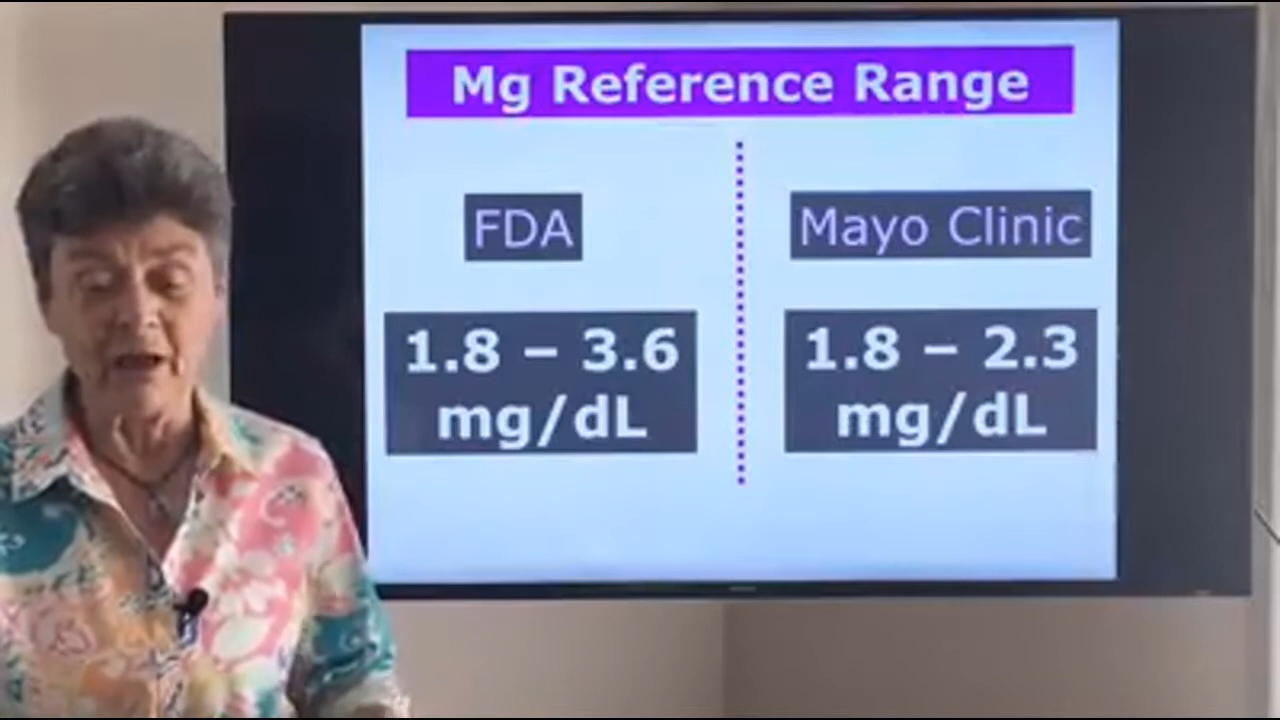 Mg Reference Range
FDA
Mayo Clinic
1.8 – 3.6
mg/dL
1.8 – 2.3
mg/dL